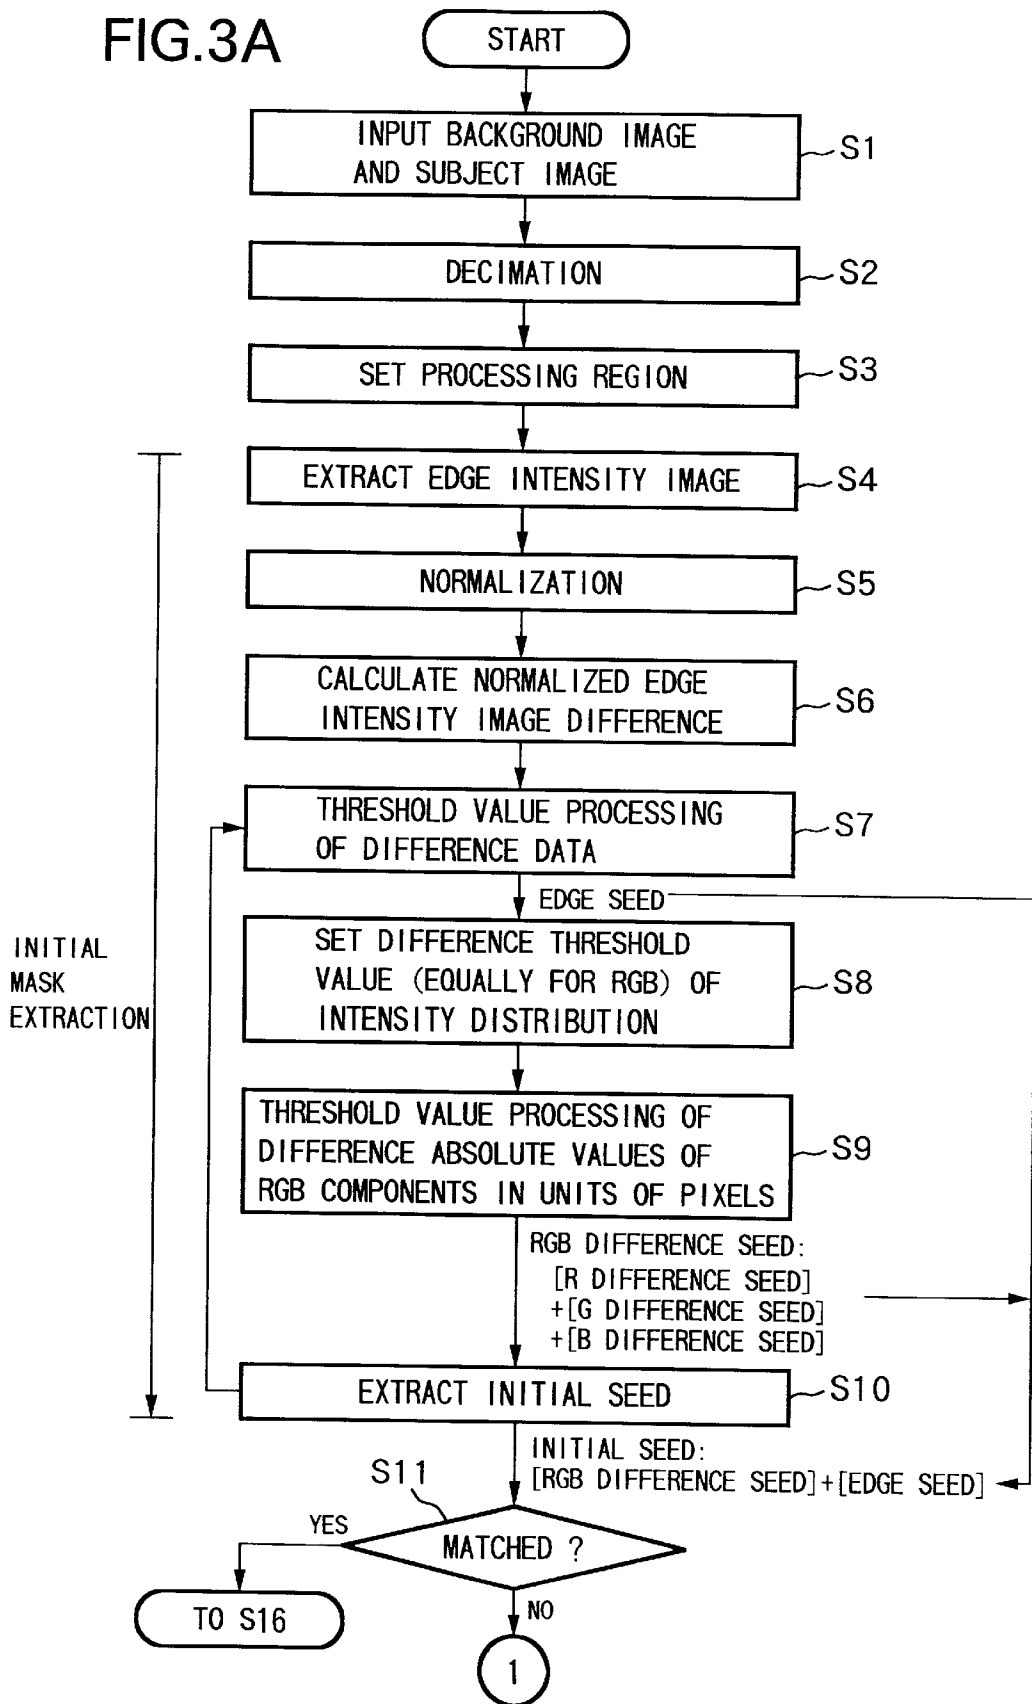 FIG.3A
START
INPUT BACKGROUND IMAGE
AND SUBJECT IMAGE
S1
DECIMATION
S2
SET PROCESSING REGION
S3
EXTRACT EDGE INTENSITY IMAGE
S4
NORMALIZATION
S5
CALCULATE NORMALIZED EDGE
INTENSITY IMAGE DIFFERENCE
S6
THRESHOLD VALUE PROCESSING
OF DIFFERENCE DATA
S7
EDGE SEED
INITIAL
MASK
EXTRACTION
SET DIFFERENCE THRESHOLD
VALUE (EQUALLY FOR RGB) OF
INTENSITY DISTRIBUTION
S8
THRESHOLD VALUE PROCESSING OF
DIFFERENCE ABSOLUTE VALUES OF
RGB COMPONENTS IN UNITS OF PIXELS
S9
RGB DIFFERENCE SEED:
[R DIFFERENCE SEED]
+[G DIFFERENCE SEED]
+[B DIFFERENCE SEED]
EXTRACT INITIAL SEED
S10
INITIAL SEED:
[RGB DIFFERENCE SEED]+[EDGE SEED]
S11
YES
MATCHED ?
TO S16
NO
1